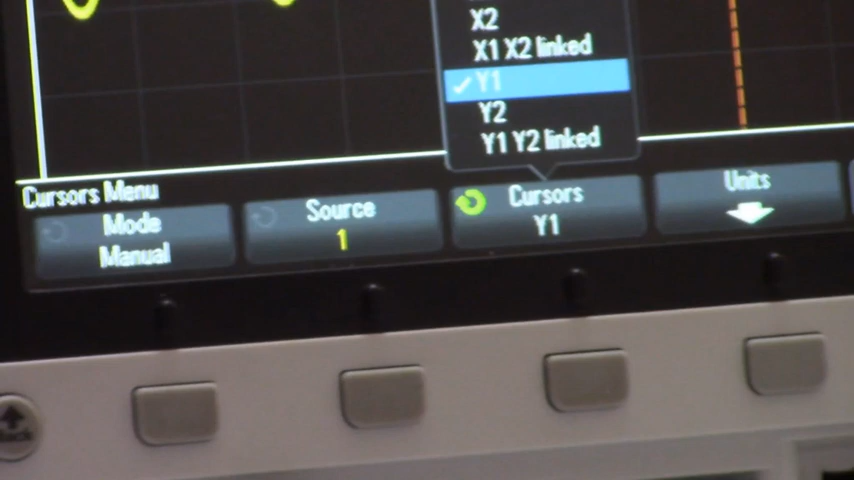 X2
X1 X2 linked
Y1
Y2
Y1 Y2 linked
Cursors Menu
Mode
Manual
Source
1
Cursors
Y1
Units
Back